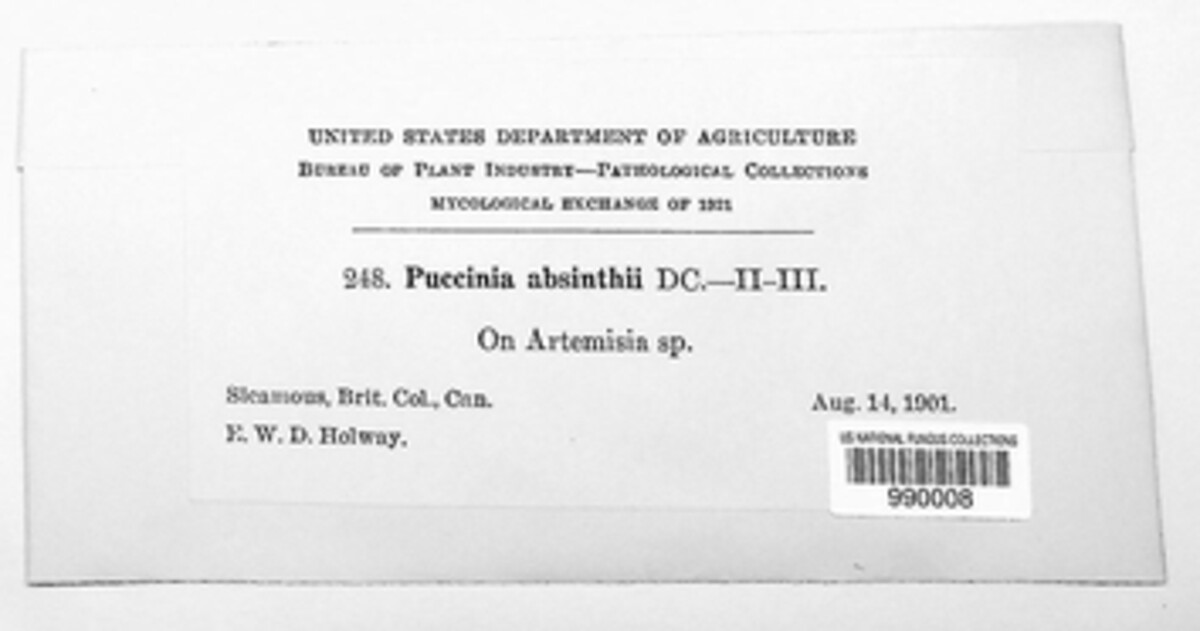 UNITED STATES DEPARTMENT OF AGRICULTURE
BUREAU OF PLANT INDUSTRY—PATHOLOGICAL COLLECTIONS
MYCOLOGICAL EXCHANGE OF 1921
248. Puccinia absinthii DC.—II-III.
On Artemisia sp.
Sicamous, Brit. Col., Can.
Aug. 14, 1901.
E. W. D. Holway.
US NATIONAL FUNGUS COLLECTIONS
990008